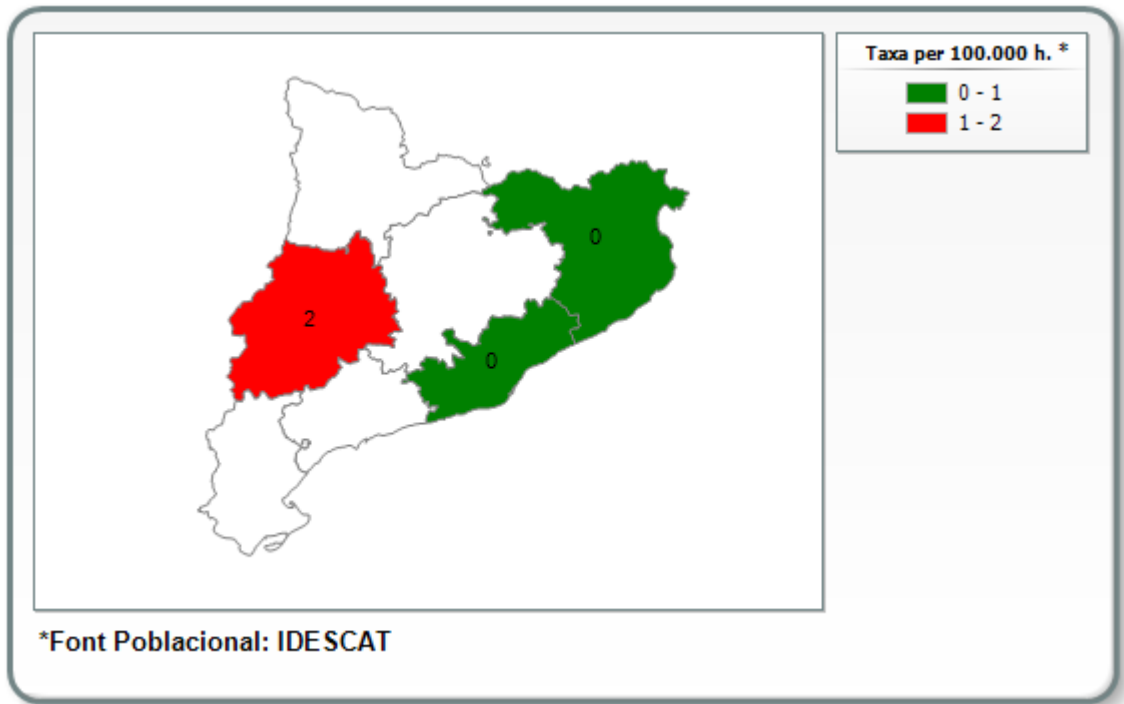 Taxa per 100.000 h. *
0 - 1
1 - 2
0
2
0
*Font Poblacional: IDESCAT